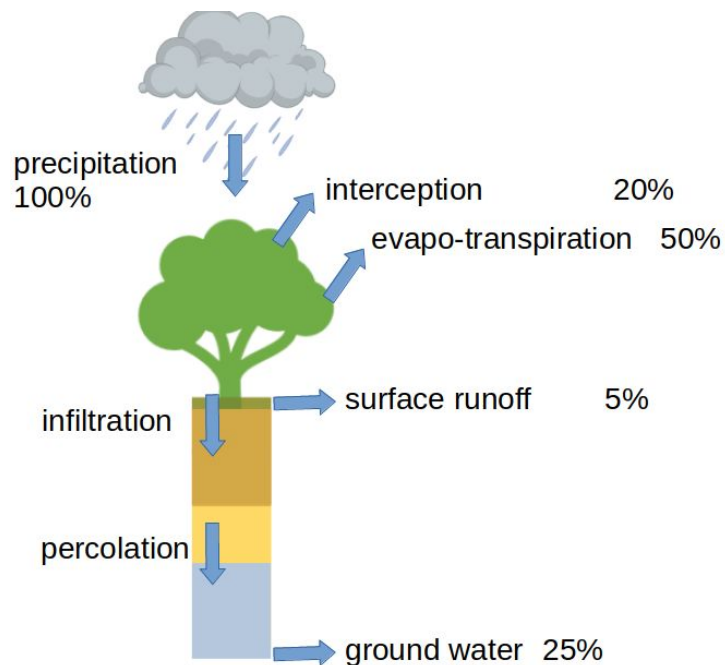 precipitation
100%
interception 20%
evapo-transpiration 50%
surface runoff 5%
infiltration
percolation
ground water 25%